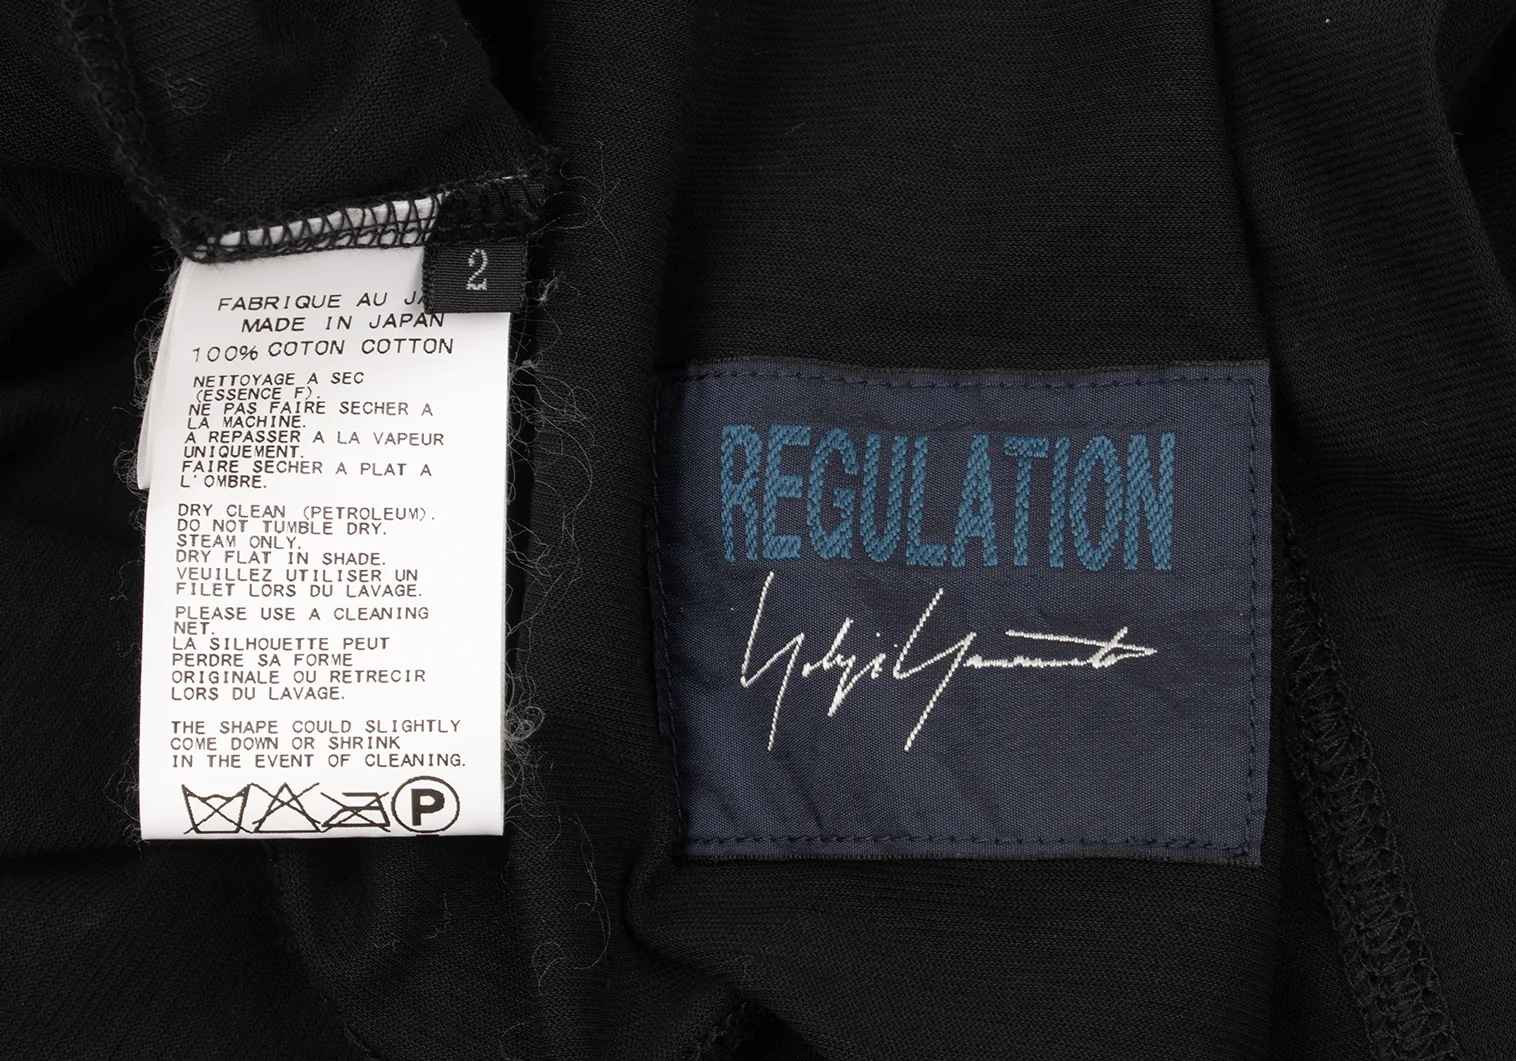 2
FABRIQUE AU JA
MADE IN JAPAN
100% COTON COTTON
NETTOYAGE A SEC
(ESSENCE F).
NE PAS FAIRE SECHER A
LA MACHINE.
A REPASSER A LA VAPEUR
UNIQUEMENT.
FAIRE SECHER A PLAT A
L'OMBRE.
DRY CLEAN (PETROLEUM).
DO NOT TUMBLE DRY.
STEAM ONLY.
DRY FLAT IN SHADE.
VEUILLEZ UTILISER UN
FILET LORS DU LAVAGE.
PLEASE USE A CLEANING
NET.
LA SILHOUETTE PEUT
PERDRE SA FORME
ORIGINALE OU RETRECIR
LORS DU LAVAGE.
THE SHAPE COULD SLIGHTLY
COME DOWN OR SHRINK
IN THE EVENT OF CLEANING.
P
REGULATION
Yohji Yamamoto